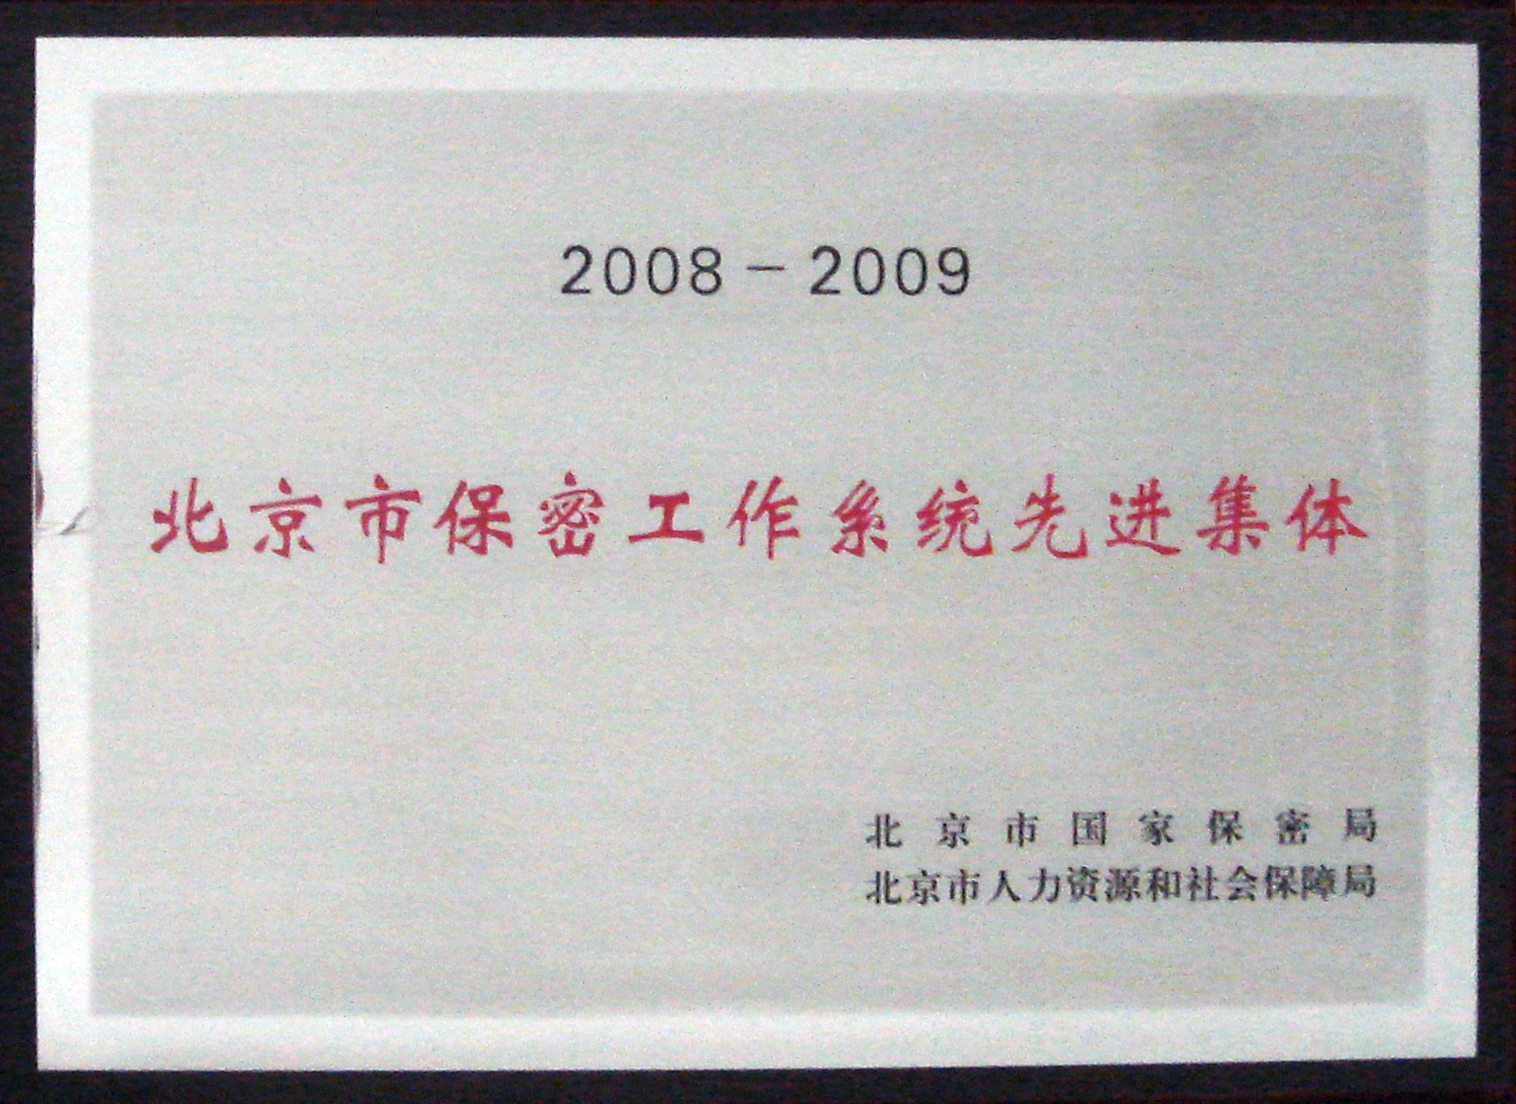 2008－2009
北京市保密工作系统先进集体
北京市国家保密局
北京市人力资源和社会保障局